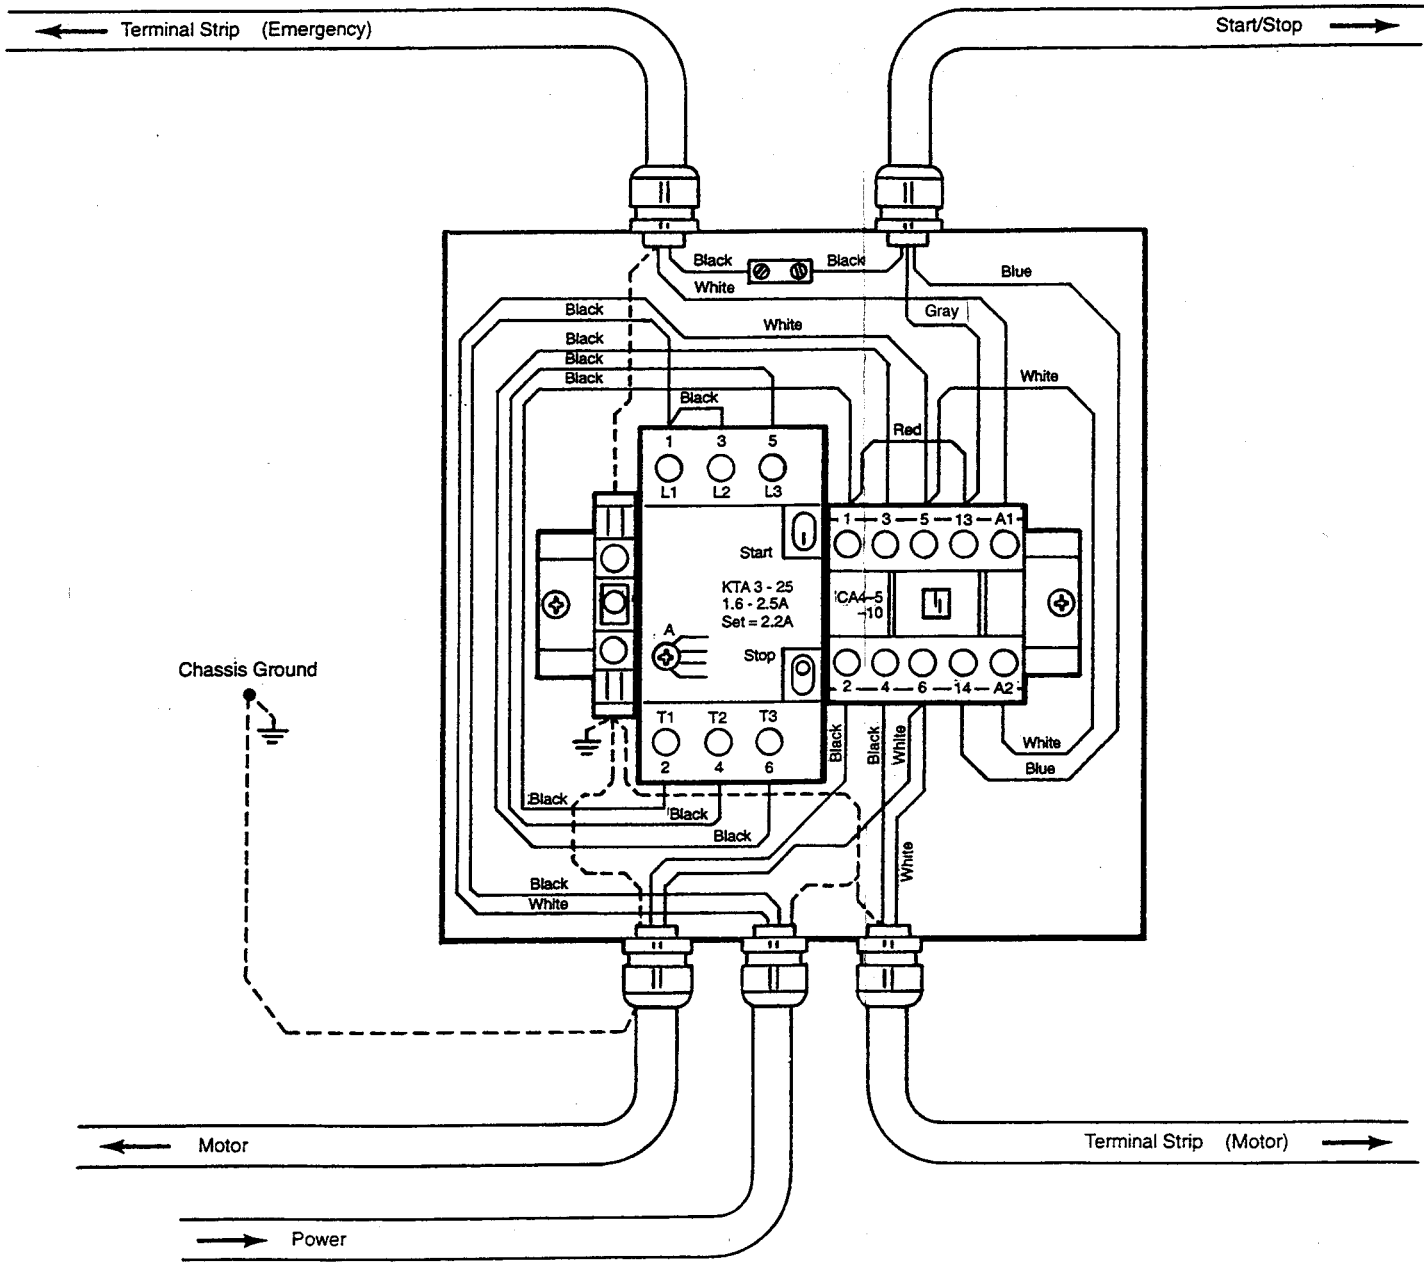 Terminal Strip (Emergency)
Start/Stop
Black
Black
Blue
White
Black
Gray
White
Black
Black
Black
White
Black
Red
1 3 5
L1 L2 L3
1 3 5 13 A1
Start
KTA 3 - 25
1.6 - 2.5A
Set = 2.2A
CA4-5
-10
A
Stop
Chassis Ground
2 4 6 14 A2
T1 T2 T3
2 4 6
Black
Black
White
White
Blue
Black
Black
Black
White
Black
White
Motor
Terminal Strip (Motor)
Power